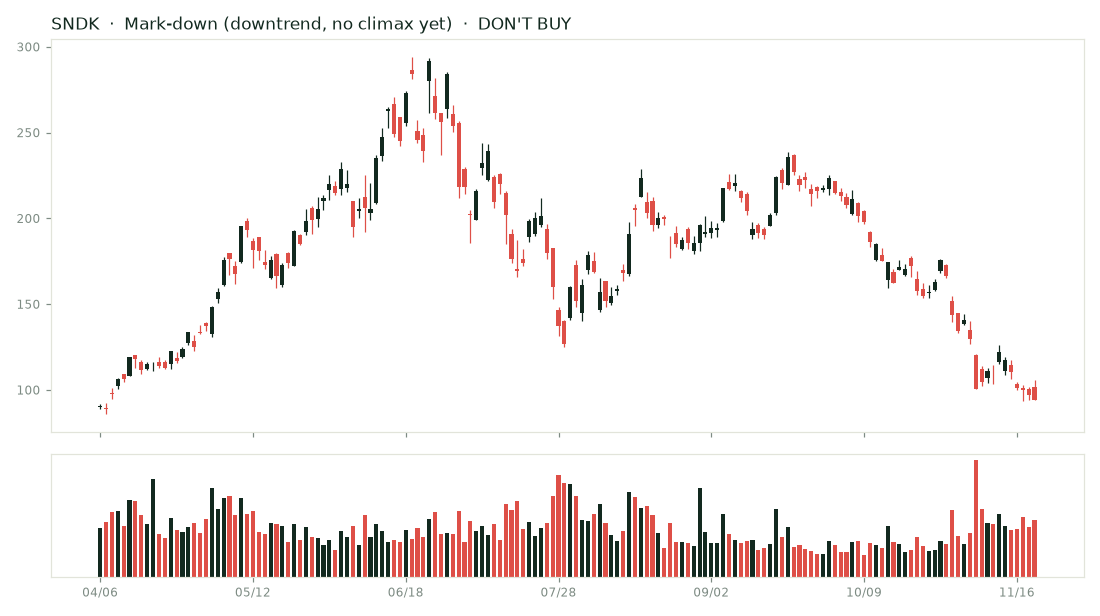 SNDK · Mark-down (downtrend, no climax yet) · DON'T BUY
300
250
200
150
100
04/06 05/12 06/18 07/28 09/02 10/09 11/16